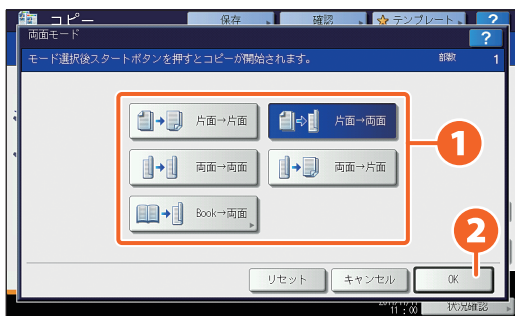 コピー 保存 確認 テンプレート ?
両面モード ?
モード選択後スタートボタンを押すとコピーが開始されます。 部数 1
片面→片面 片面→両面
両面→両面 両面→片面
Book→両面
1
2
リセット キャンセル OK
11:00 状況確認